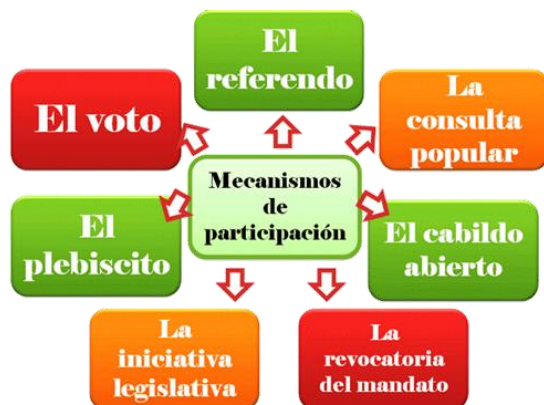 El
referendo
El voto
La
consulta
popular
Mecanismos
de
participación
El
plebiscito
El cabildo
abierto
La
iniciativa
legislativa
La
revocatoria
del mandato